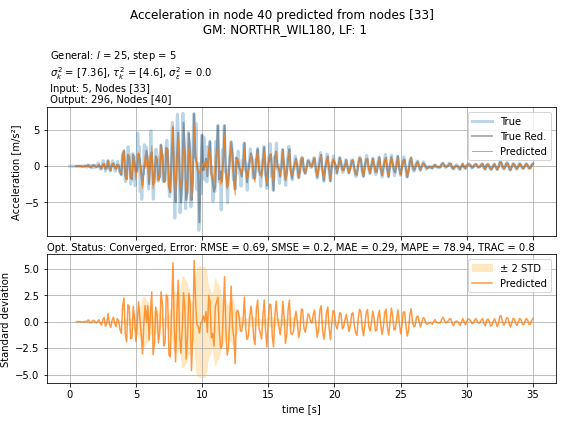 Acceleration in node 40 predicted from nodes [33]
GM: NORTHR_WIL180, LF: 1
General: l = 25, step = 5
σ²ₖ = [7.36], τ²ₖ = [4.6], σ²ε = 0.0
Input: 5, Nodes [33]
Output: 296, Nodes [40]
Acceleration [m/s²]
5
0
−5
True
True Red.
Predicted
Opt. Status: Converged, Error: RMSE = 0.69, SMSE = 0.2, MAE = 0.29, MAPE = 78.94, TRAC = 0.8
Standard deviation
5.0
2.5
0.0
−2.5
−5.0
± 2 STD
Predicted
0 5 10 15 20 25 30 35
time [s]